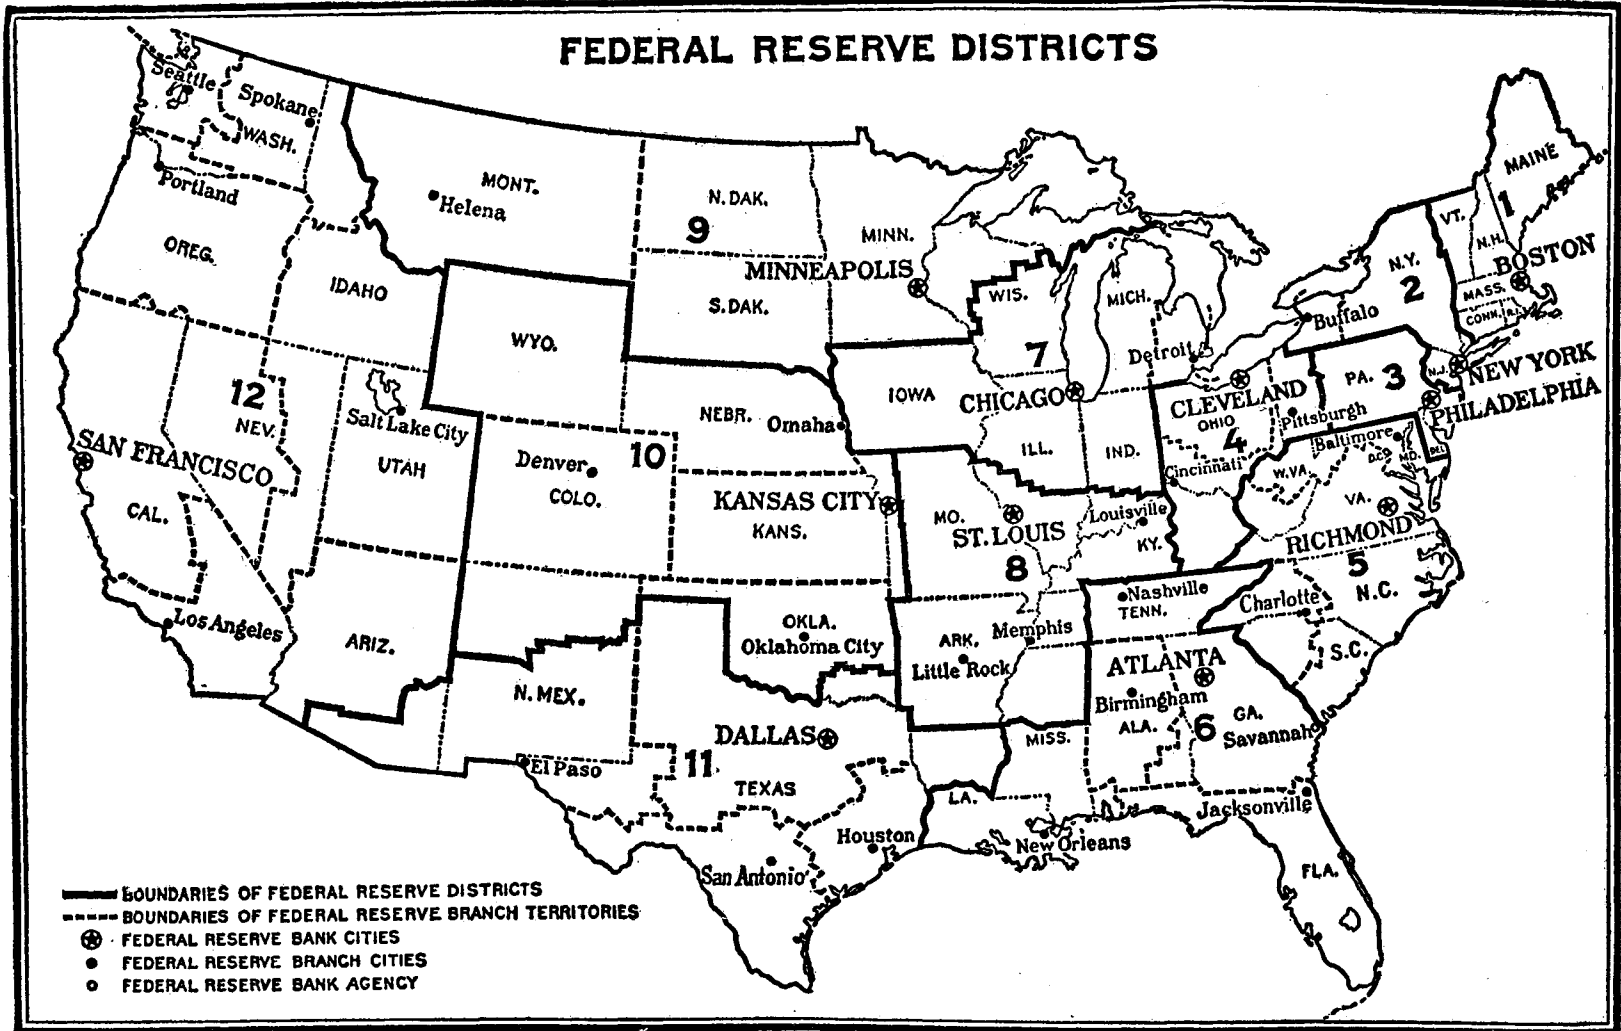 FEDERAL RESERVE DISTRICTS
Seattle
Spokane
WASH.
Portland
OREG.
IDAHO
MONT.
Helena
N. DAK.
9
MINN.
MINNEAPOLIS
S. DAK.
WYO.
WIS.
MICH.
7
Detroit
IOWA
CHICAGO
ILL.
IND.
MAINE
1
VT.
N.H.
BOSTON
MASS.
CONN.
R.I.
N.Y.
2
Buffalo
NEW YORK
N.J.
PA. 3
PHILADELPHIA
CLEVELAND
OHIO
4
Pittsburgh
Cincinnati
Baltimore
D.C.
MD.
DEL.
W.VA.
VA.
RICHMOND
5
N.C.
Charlotte
S.C.
12
NEV.
SAN FRANCISCO
CAL.
Los Angeles
Salt Lake City
UTAH
ARIZ.
NEBR.
Omaha
10
Denver
COLO.
KANSAS CITY
KANS.
OKLA.
Oklahoma City
N. MEX.
MO.
ST. LOUIS
8
Louisville
KY.
ARK.
Memphis
Little Rock
Nashville
TENN.
ATLANTA
Birmingham
ALA.
6
GA.
Savannah
Jacksonville
FLA.
MISS.
LA.
New Orleans
DALLAS
11
TEXAS
El Paso
Houston
San Antonio
BOUNDARIES OF FEDERAL RESERVE DISTRICTS
BOUNDARIES OF FEDERAL RESERVE BRANCH TERRITORIES
FEDERAL RESERVE BANK CITIES
FEDERAL RESERVE BRANCH CITIES
FEDERAL RESERVE BANK AGENCY